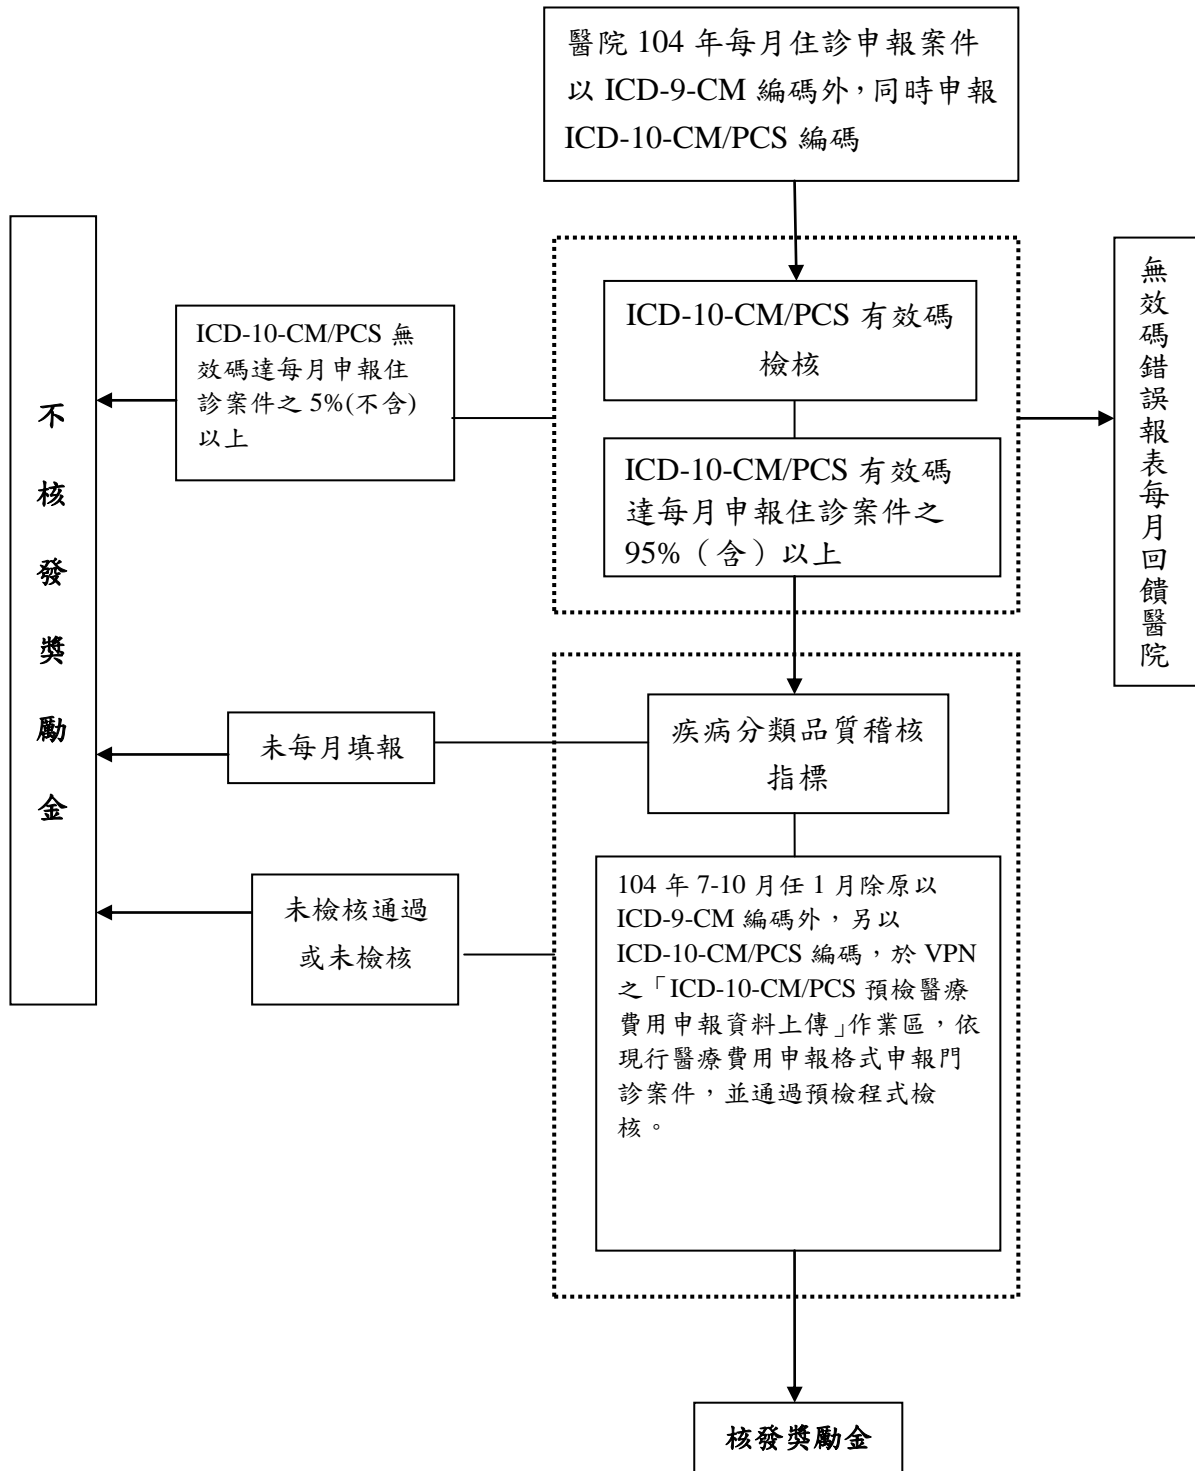 醫院 104 年每月住診申報案件
以 ICD-9-CM 編碼外，同時申報
ICD-10-CM/PCS 編碼
ICD-10-CM/PCS 有效碼
檢核
ICD-10-CM/PCS 無
效碼達每月申報住
診案件之 5%(不含)
以上
ICD-10-CM/PCS 有效碼
達每月申報住診案件之
95%（含）以上
無效碼錯誤報表每月回饋醫院
不核發獎勵金
未每月填報
疾病分類品質稽核
指標
未檢核通過
或未檢核
104 年 7-10 月任 1 月除原以
ICD-9-CM 編碼外，另以
ICD-10-CM/PCS 編碼，於 VPN
之「ICD-10-CM/PCS 預檢醫療
費用申報資料上傳」作業區，依
現行醫療費用申報格式申報門
診案件，並通過預檢程式檢
核。
核發獎勵金